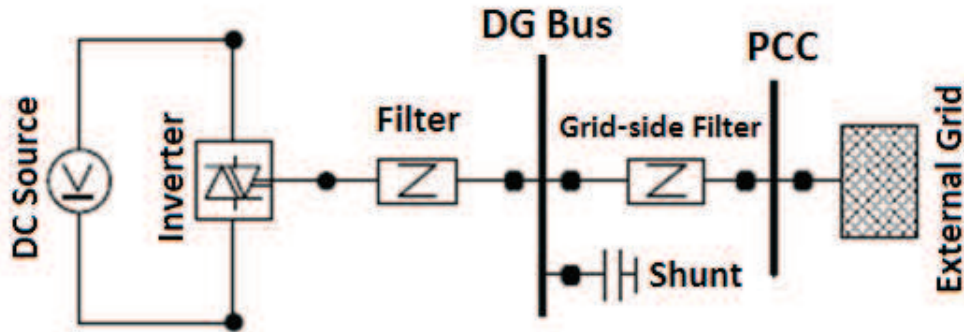 DC Source
Inverter
Filter
DG Bus
Grid-side Filter
Shunt
PCC
External Grid